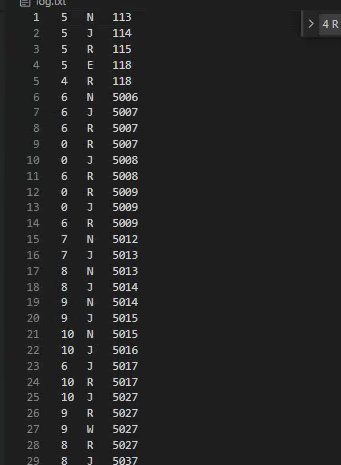 log.txt
4 R
1 5 N 113
2 5 J 114
3 5 R 115
4 5 E 118
5 4 R 118
6 6 N 5006
7 6 J 5007
8 6 R 5007
9 0 R 5007
10 0 J 5008
11 6 R 5008
12 0 R 5009
13 0 J 5009
14 6 R 5009
15 7 N 5012
16 7 J 5013
17 8 N 5013
18 8 J 5014
19 9 N 5014
20 9 J 5015
21 10 N 5015
22 10 J 5016
23 6 J 5017
24 10 R 5017
25 10 J 5027
26 9 R 5027
27 9 W 5027
28 8 R 5027
29 8 J 5037